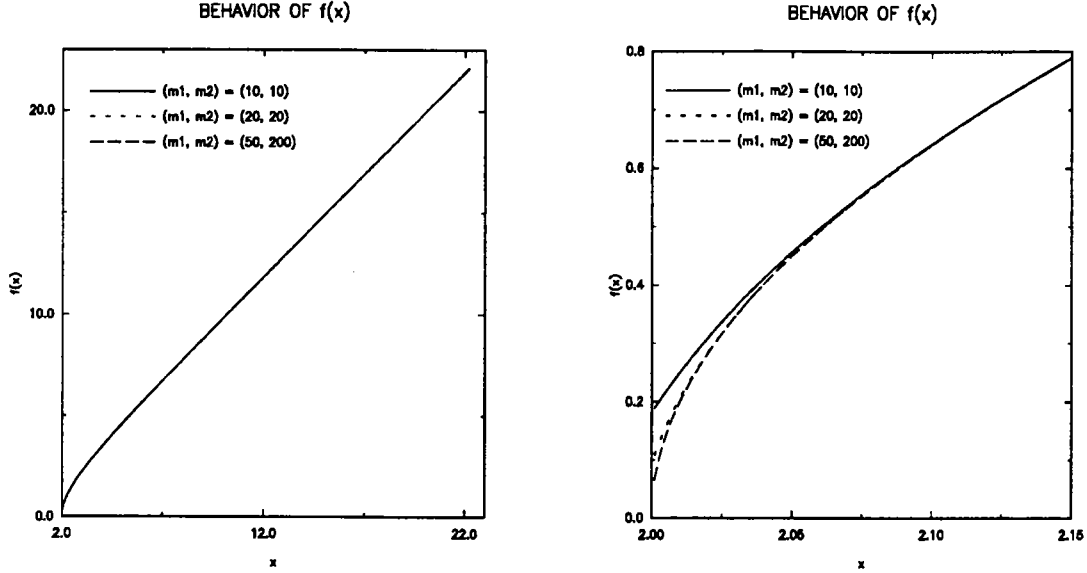 BEHAVIOR OF f(x)
(m1, m2) = (10, 10)
(m1, m2) = (20, 20)
(m1, m2) = (50, 200)
20.0
10.0
0.0
f(x)
2.0
12.0
22.0
x
BEHAVIOR OF f(x)
(m1, m2) = (10, 10)
(m1, m2) = (20, 20)
(m1, m2) = (50, 200)
0.8
0.6
0.4
0.2
0.0
f(x)
2.00
2.05
2.10
2.15
x